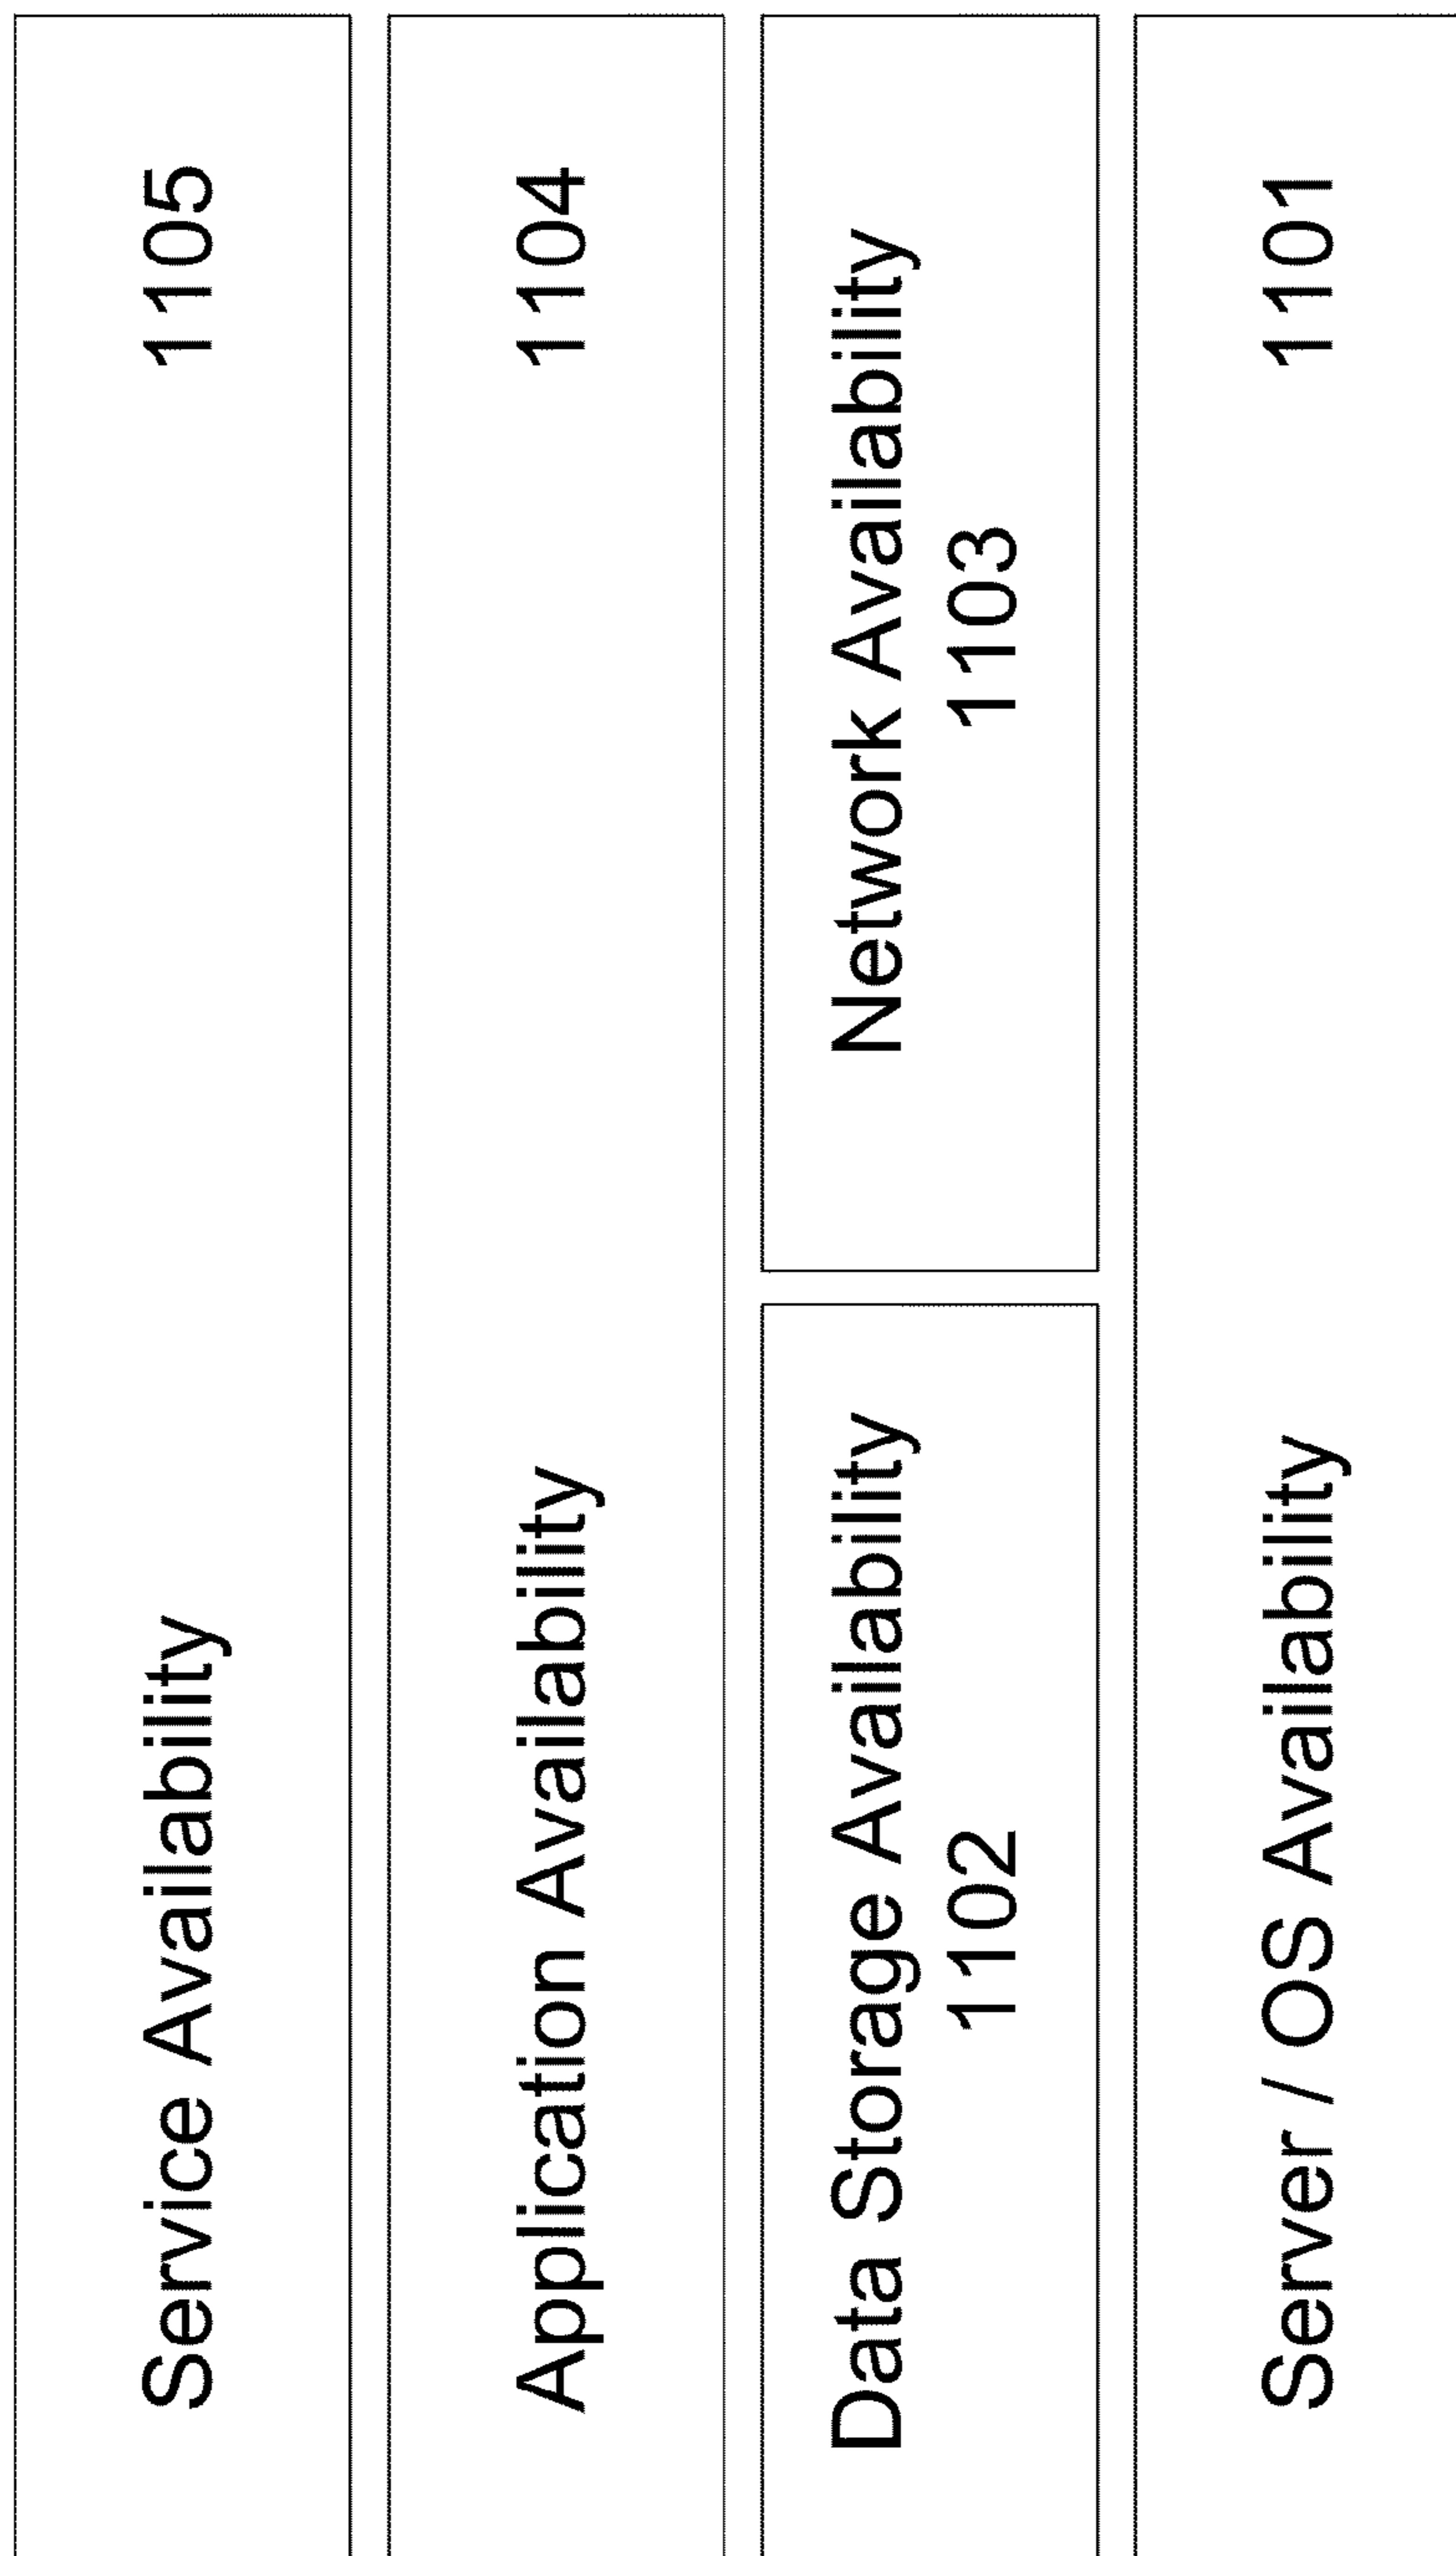 Service Availability 1105
Application Availability 1104
Data Storage Availability
1102
Network Availability
1103
Server / OS Availability 1101